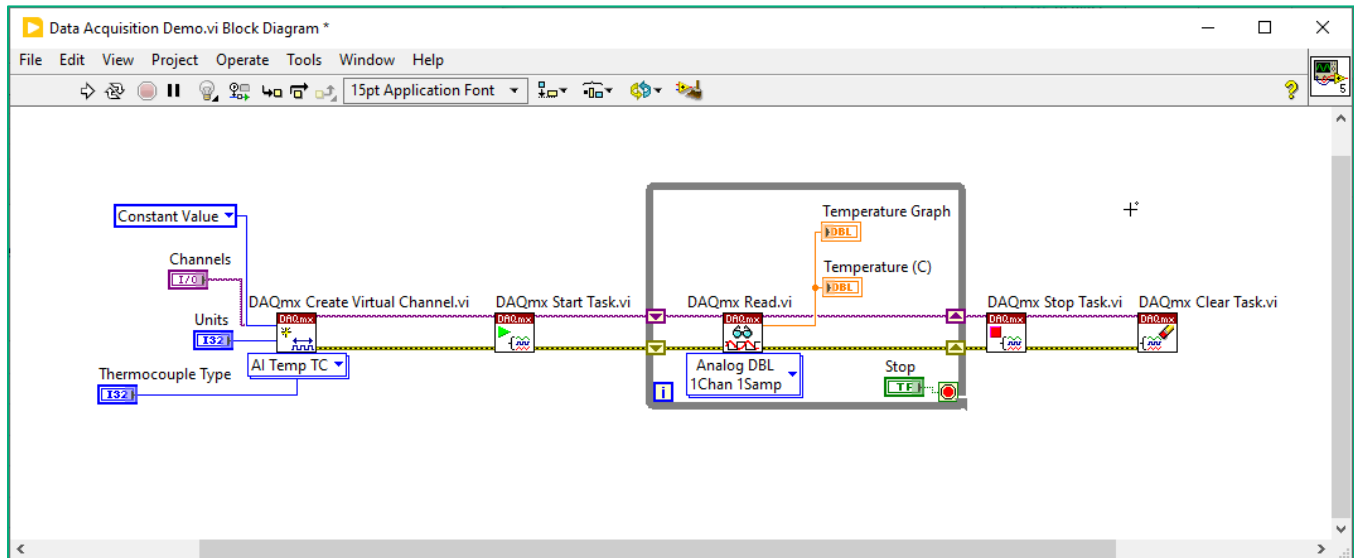 Data Acquisition Demo.vi Block Diagram *
File Edit View Project Operate Tools Window Help
15pt Application Font
5
Constant Value
Channels
I/O
Units
I32
Thermocouple Type
I32
DAQmx Create Virtual Channel.vi
DAQmx
AI Temp TC
DAQmx Start Task.vi
DAQmx
DAQmx Read.vi
DAQmx
Analog DBL
1Chan 1Samp
Temperature Graph
DBL
Temperature (C)
DBL
Stop
TF
i
DAQmx Stop Task.vi
DAQmx
DAQmx Clear Task.vi
DAQmx